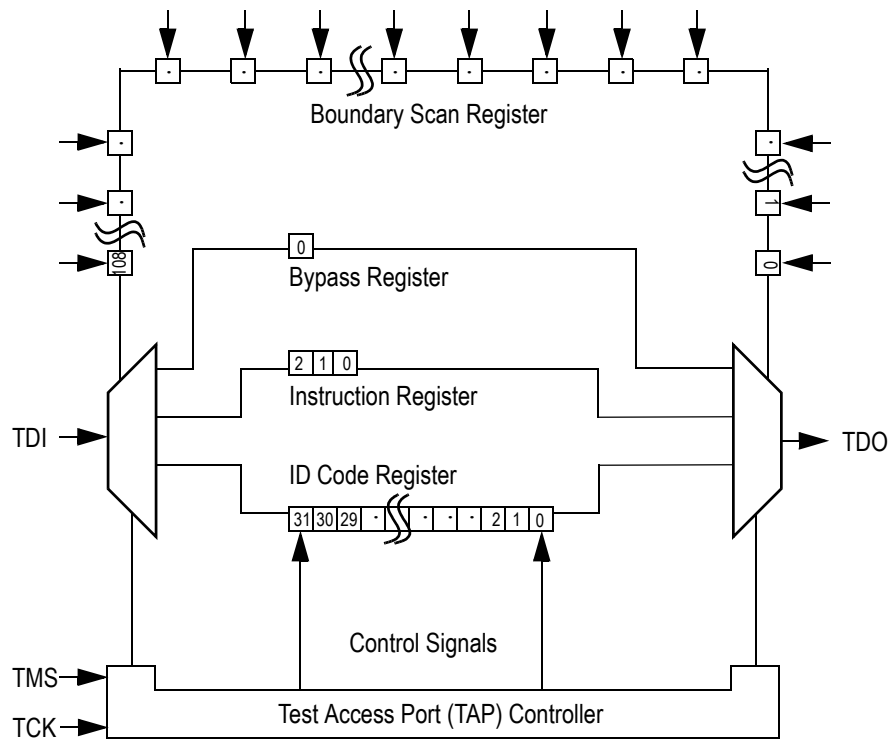 · · · · · · · ·
Boundary Scan Register
· ·
· 1
108 0
0
Bypass Register
2 1 0
Instruction Register
TDI TDO
ID Code Register
31 30 29 · · · · 2 1 0
Control Signals
TMS
TCK
Test Access Port (TAP) Controller